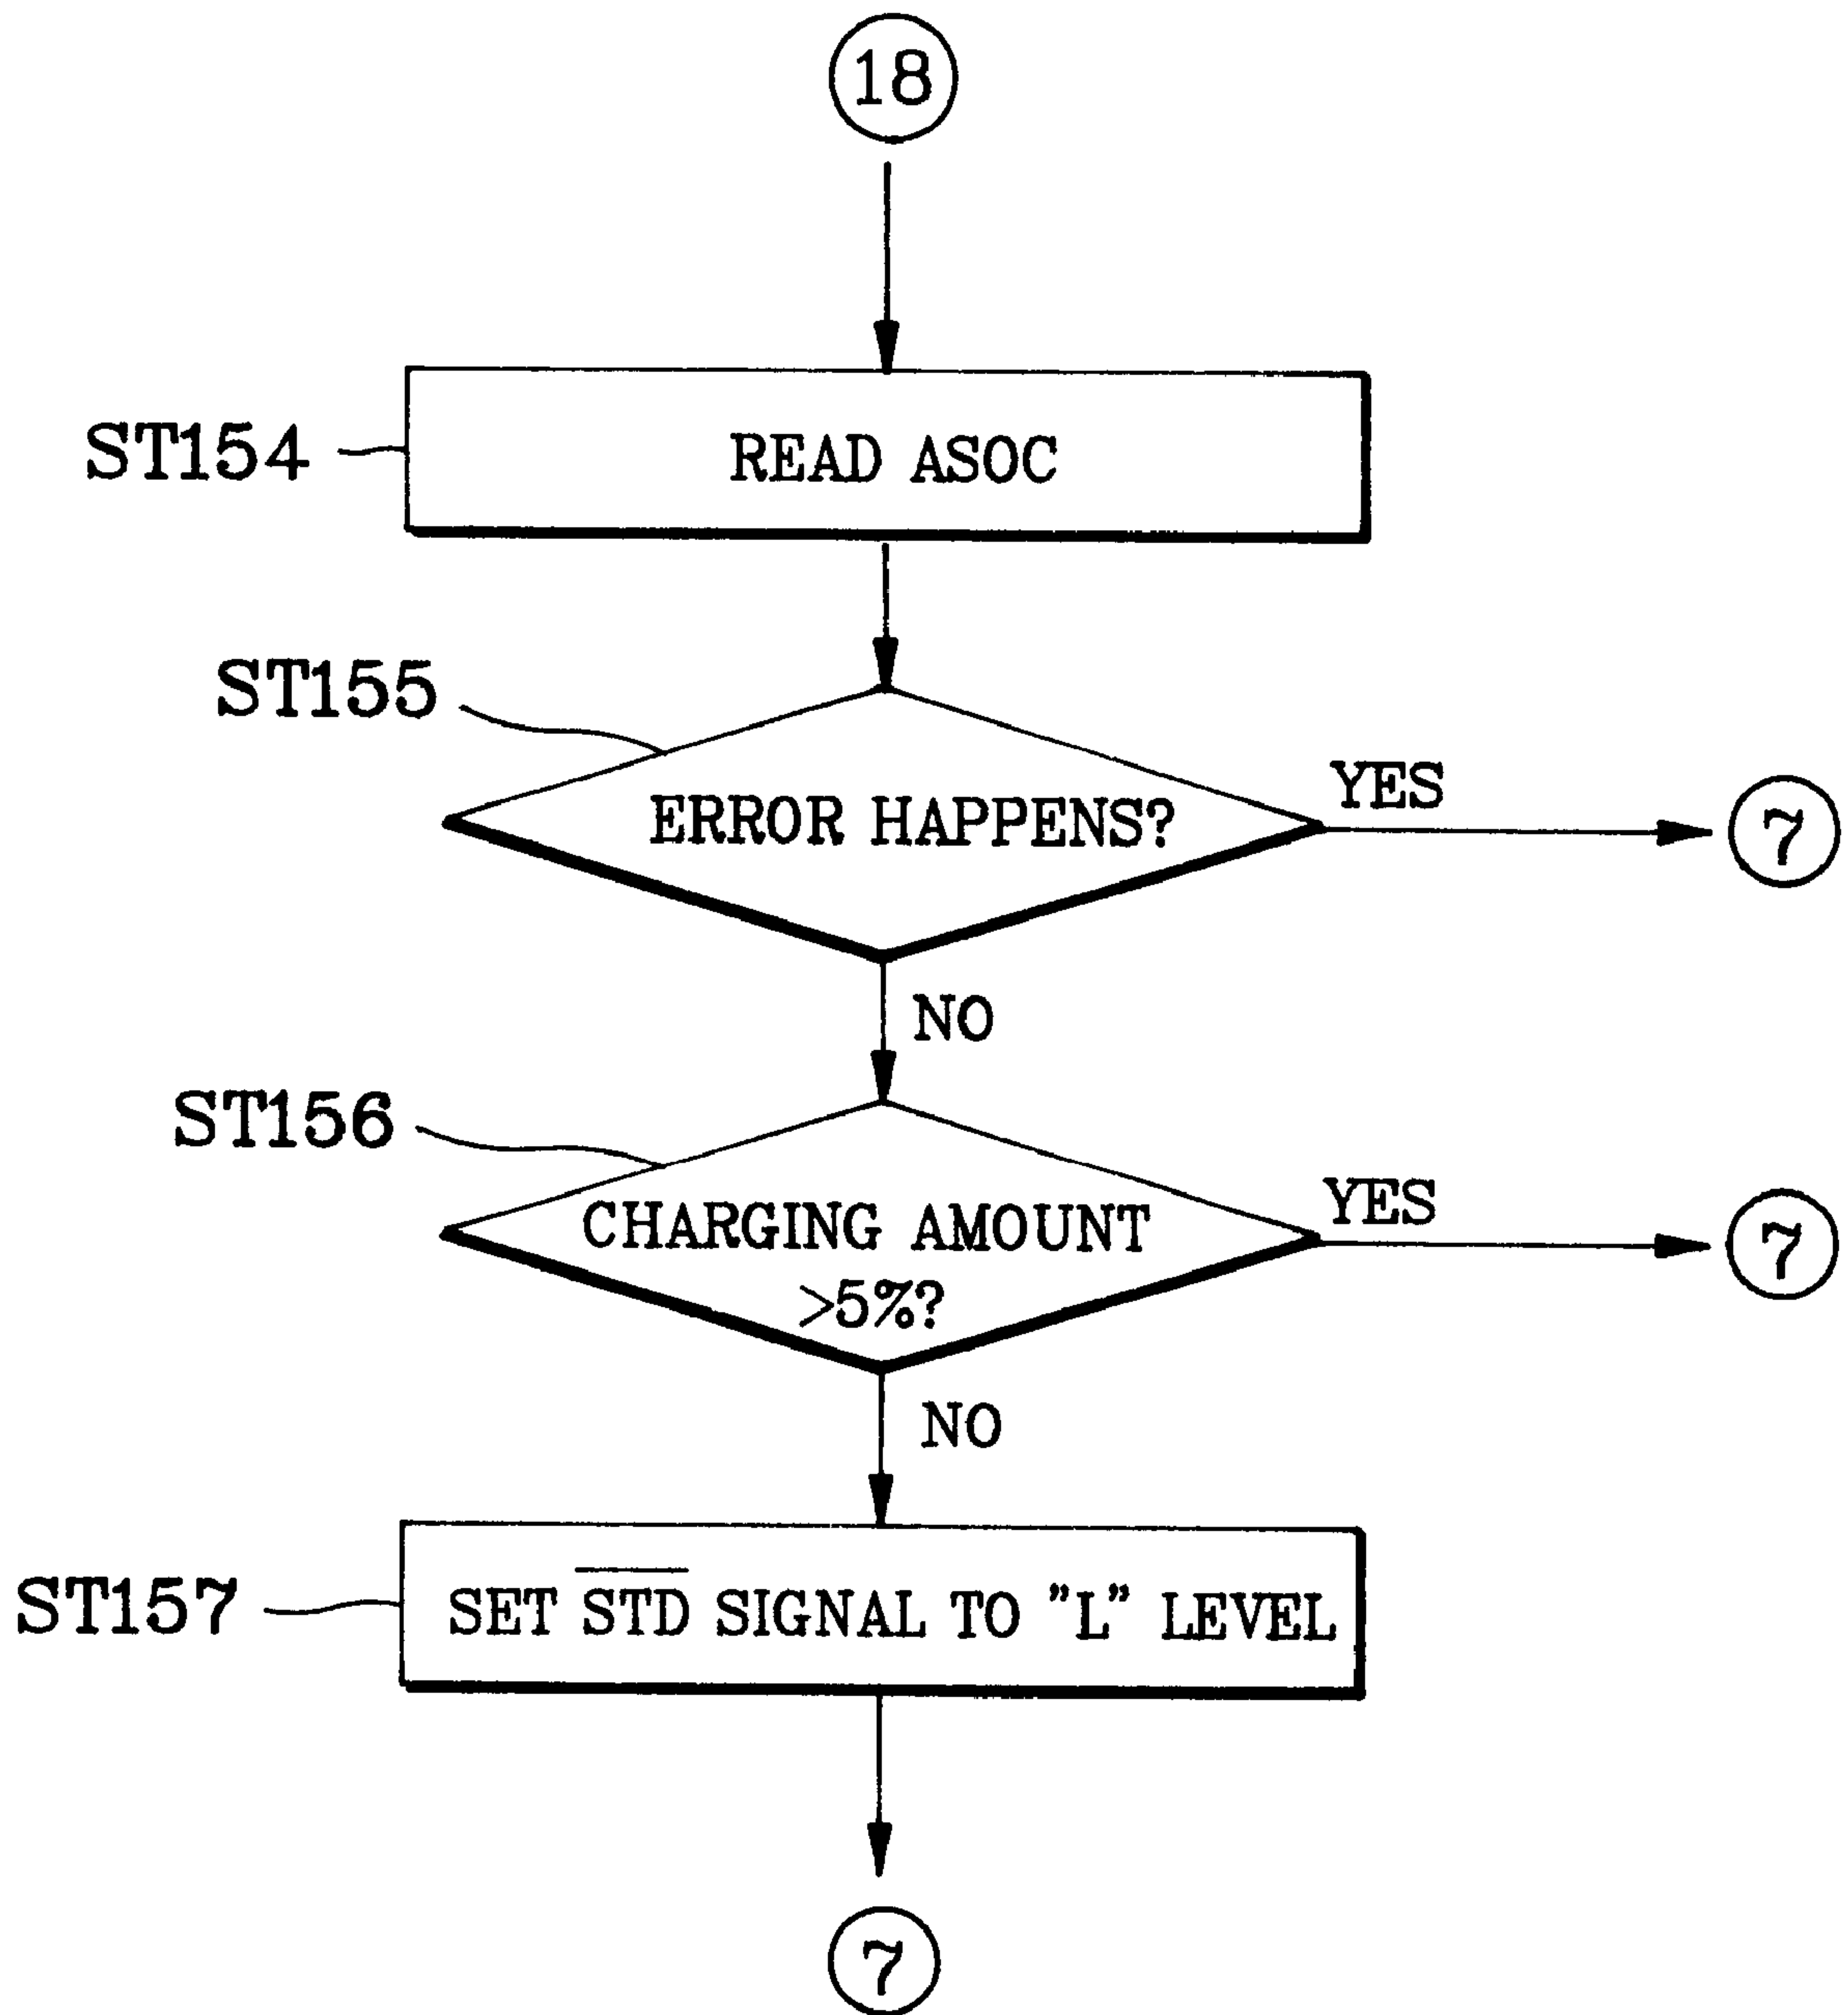 18
ST154
READ ASOC
ST155
ERROR HAPPENS?
YES
7
NO
ST156
CHARGING AMOUNT
>5%?
YES
7
NO
ST157
SET S̅T̅D̅ SIGNAL TO "L" LEVEL
7